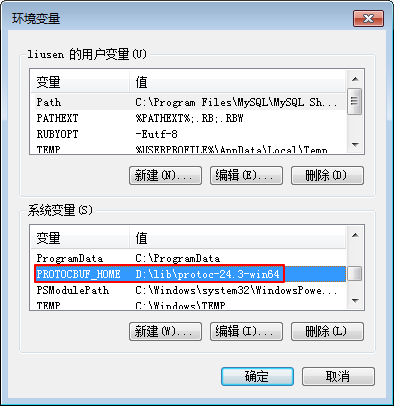 环境变量
liusen 的用户变量(U)
变量 值
Path C:\Program Files\MySQL\MySQL Sh...
PATHEXT %PATHEXT%;.RB;.RBW
RUBYOPT -Eutf-8
TEMP %USERPROFILE%\AppData\Local\Temp
新建(N)... 编辑(E)... 删除(D)
系统变量(S)
变量 值
ProgramData C:\ProgramData
PROTOCBUF_HOME D:\lib\protoc-24.3-win64
PSModulePath C:\Windows\system32\WindowsPowe...
TEMP C:\Windows\TEMP
新建(W)... 编辑(I)... 删除(L)
确定 取消